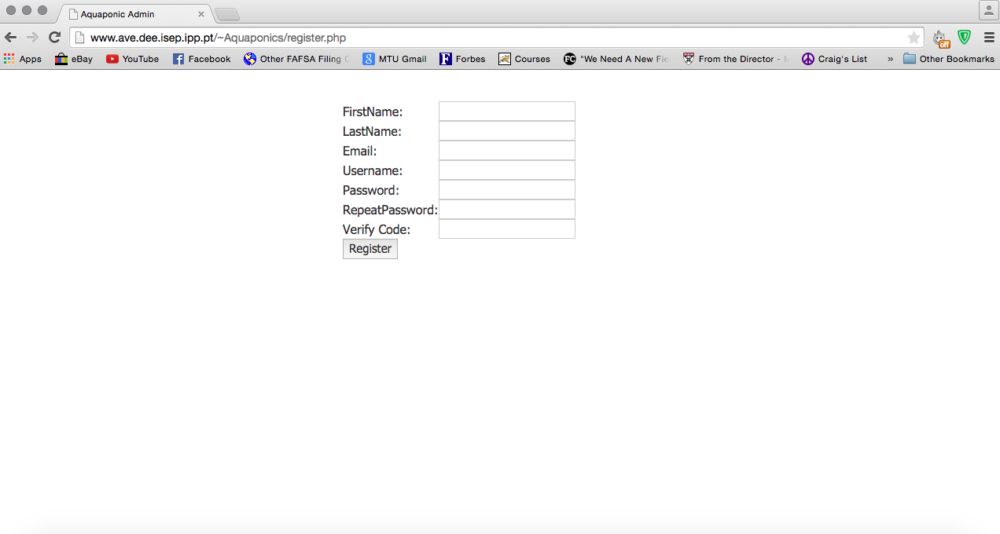 Aquaponic Admin
www.ave.dee.isep.ipp.pt/~Aquaponics/register.php
off
Apps eBay YouTube Facebook Other FAFSA Filing MTU Gmail Forbes Courses "We Need A New Fie From the Director - Craig's List » Other Bookmarks
FirstName:
LastName:
Email:
Username:
Password:
RepeatPassword:
Verify Code:
Register